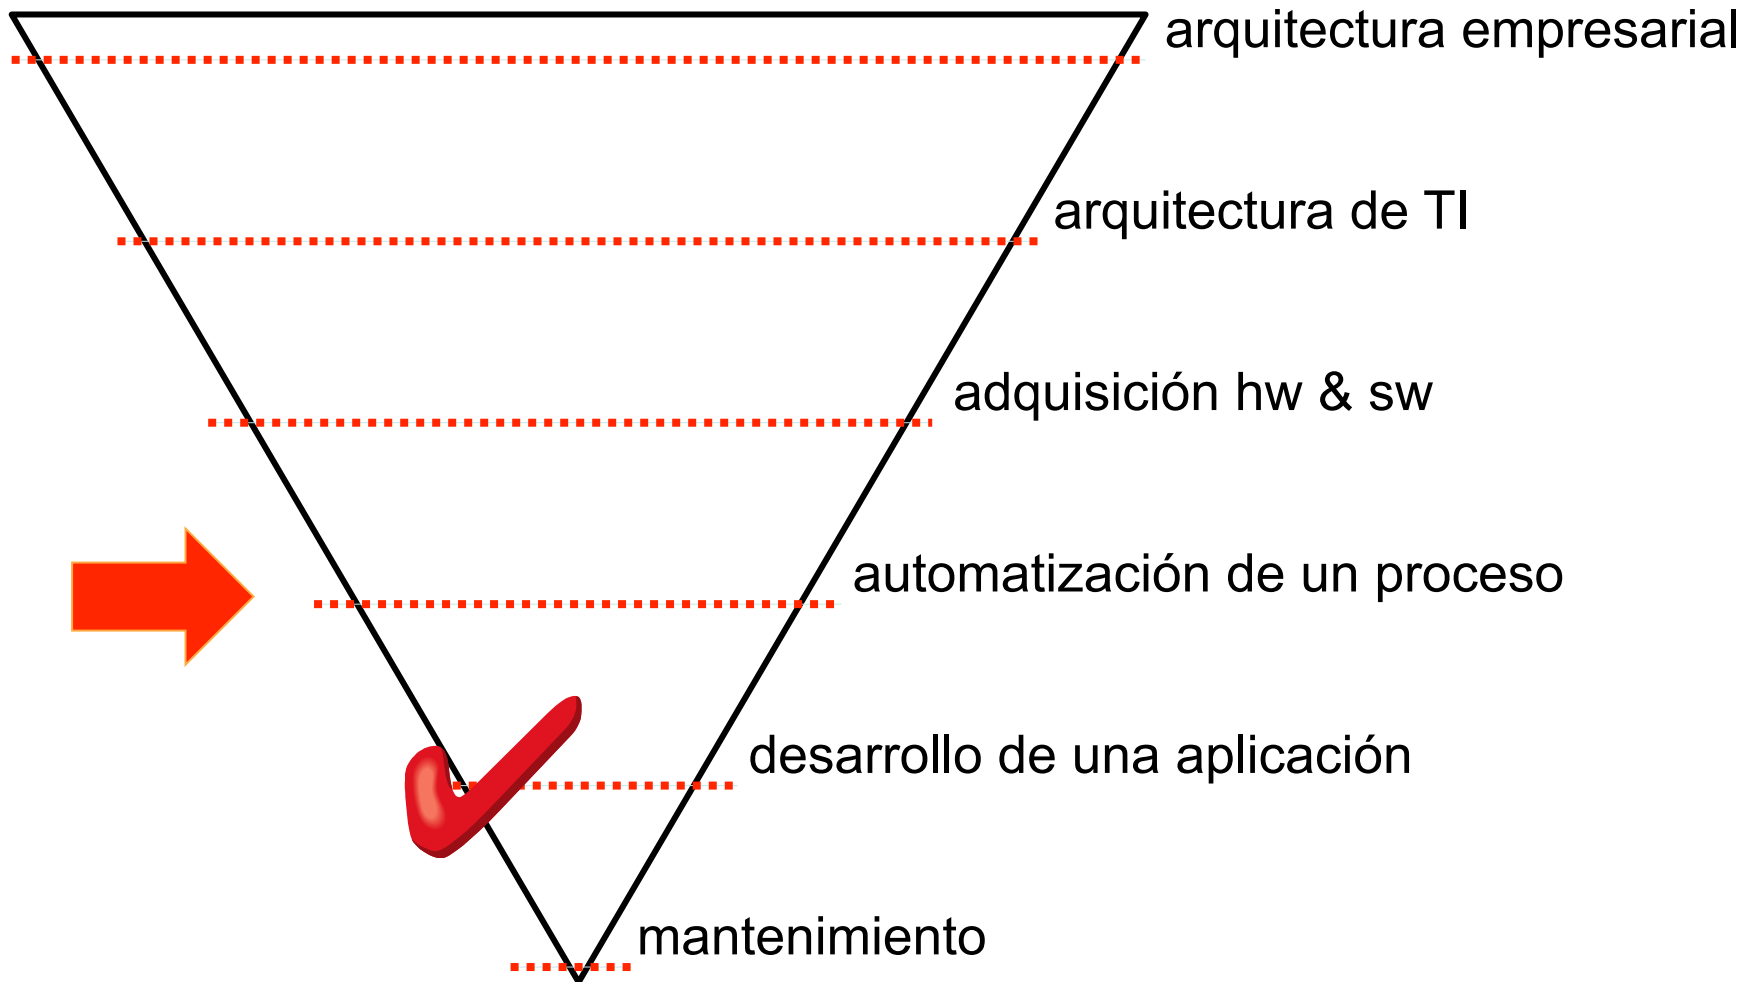 arquitectura empresarial
arquitectura de TI
adquisición hw & sw
automatización de un proceso
desarrollo de una aplicación
mantenimiento